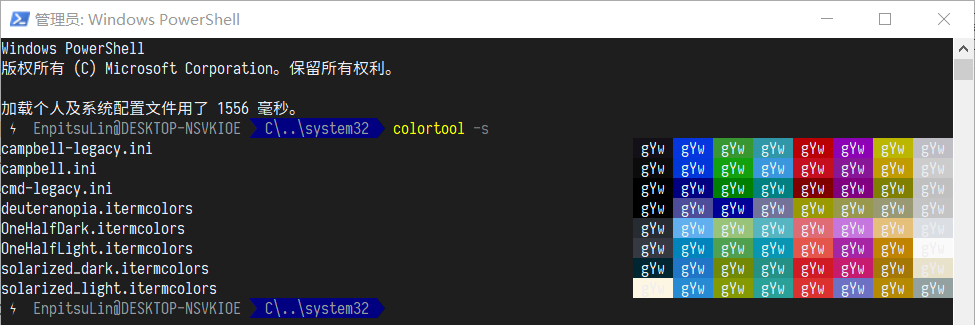 管理员: Windows PowerShell
Windows PowerShell
版权所有 (C) Microsoft Corporation。保留所有权利。
加载个人及系统配置文件用了 1556 毫秒。
ϟ EnpitsuLin@DESKTOP-NSVKIOE C\..\system32 colortool -s
campbell-legacy.ini gYw gYw gYw gYw gYw gYw gYw gYw
campbell.ini gYw gYw gYw gYw gYw gYw gYw gYw
cmd-legacy.ini gYw gYw gYw gYw gYw gYw gYw gYw
deuteranopia.itermcolors gYw gYw gYw gYw gYw gYw gYw gYw
OneHalfDark.itermcolors gYw gYw gYw gYw gYw gYw gYw gYw
OneHalfLight.itermcolors gYw gYw gYw gYw gYw gYw gYw gYw
solarized_dark.itermcolors gYw gYw gYw gYw gYw gYw gYw gYw
solarized_light.itermcolors gYw gYw gYw gYw gYw gYw gYw gYw
ϟ EnpitsuLin@DESKTOP-NSVKIOE C\..\system32